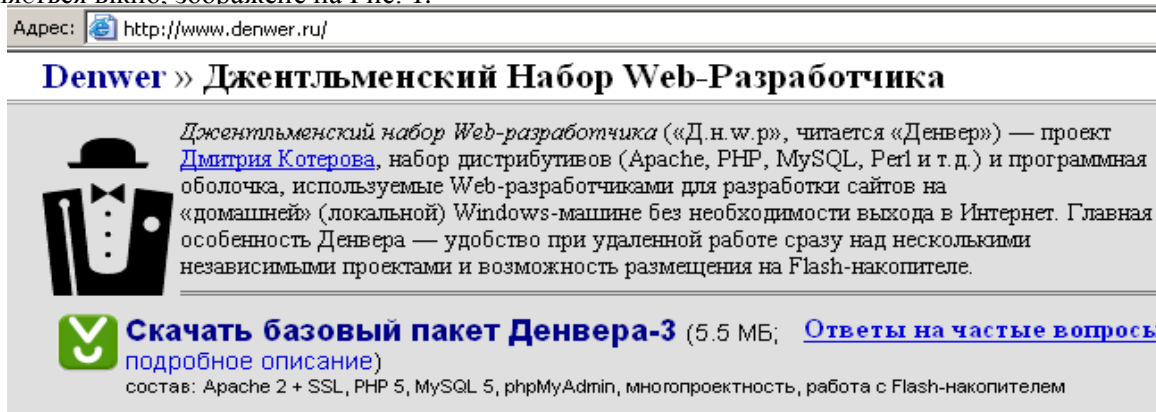 Адрес: http://www.denwer.ru/
Denwer » Джентльменский Набор Web-Разработчика
Джентльменский набор Web-разработчика («Д.н.w.р», читается «Денвер») — проект
Дмитрия Котерова, набор дистрибутивов (Apache, PHP, MySQL, Perl и т.д.) и программная
оболочка, используемые Web-разработчиками для разработки сайтов на
«домашней» (локальной) Windows-машине без необходимости выхода в Интернет. Главная
особенность Денвера — удобство при удаленной работе сразу над несколькими
независимыми проектами и возможность размещения на Flash-накопителе.
Скачать базовый пакет Денвера-3 (5.5 МБ; Ответы на частые вопросы
подробное описание)
состав: Apache 2 + SSL, PHP 5, MySQL 5, phpMyAdmin, многопроектность, работа с Flash-накопителем